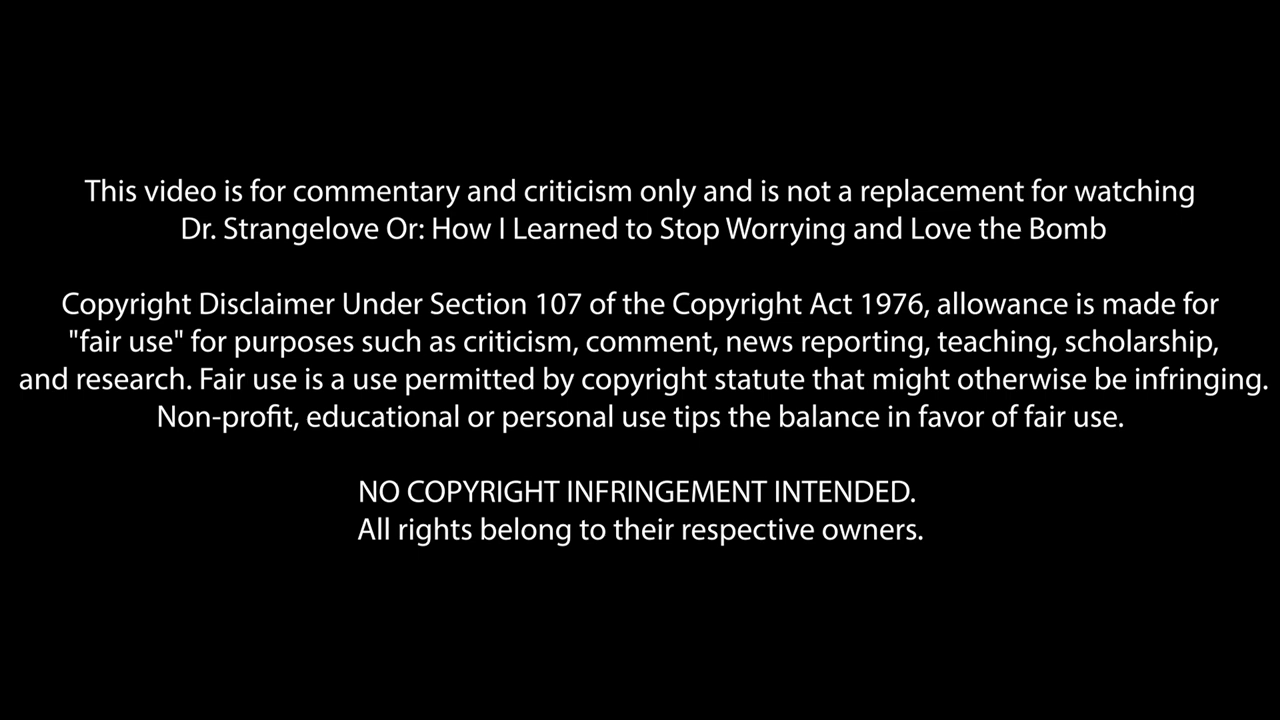 This video is for commentary and criticism only and is not a replacement for watching
Dr. Strangelove Or: How I Learned to Stop Worrying and Love the Bomb
Copyright Disclaimer Under Section 107 of the Copyright Act 1976, allowance is made for
"fair use" for purposes such as criticism, comment, news reporting, teaching, scholarship,
and research. Fair use is a use permitted by copyright statute that might otherwise be infringing.
Non-profit, educational or personal use tips the balance in favor of fair use.
NO COPYRIGHT INFRINGEMENT INTENDED.
All rights belong to their respective owners.